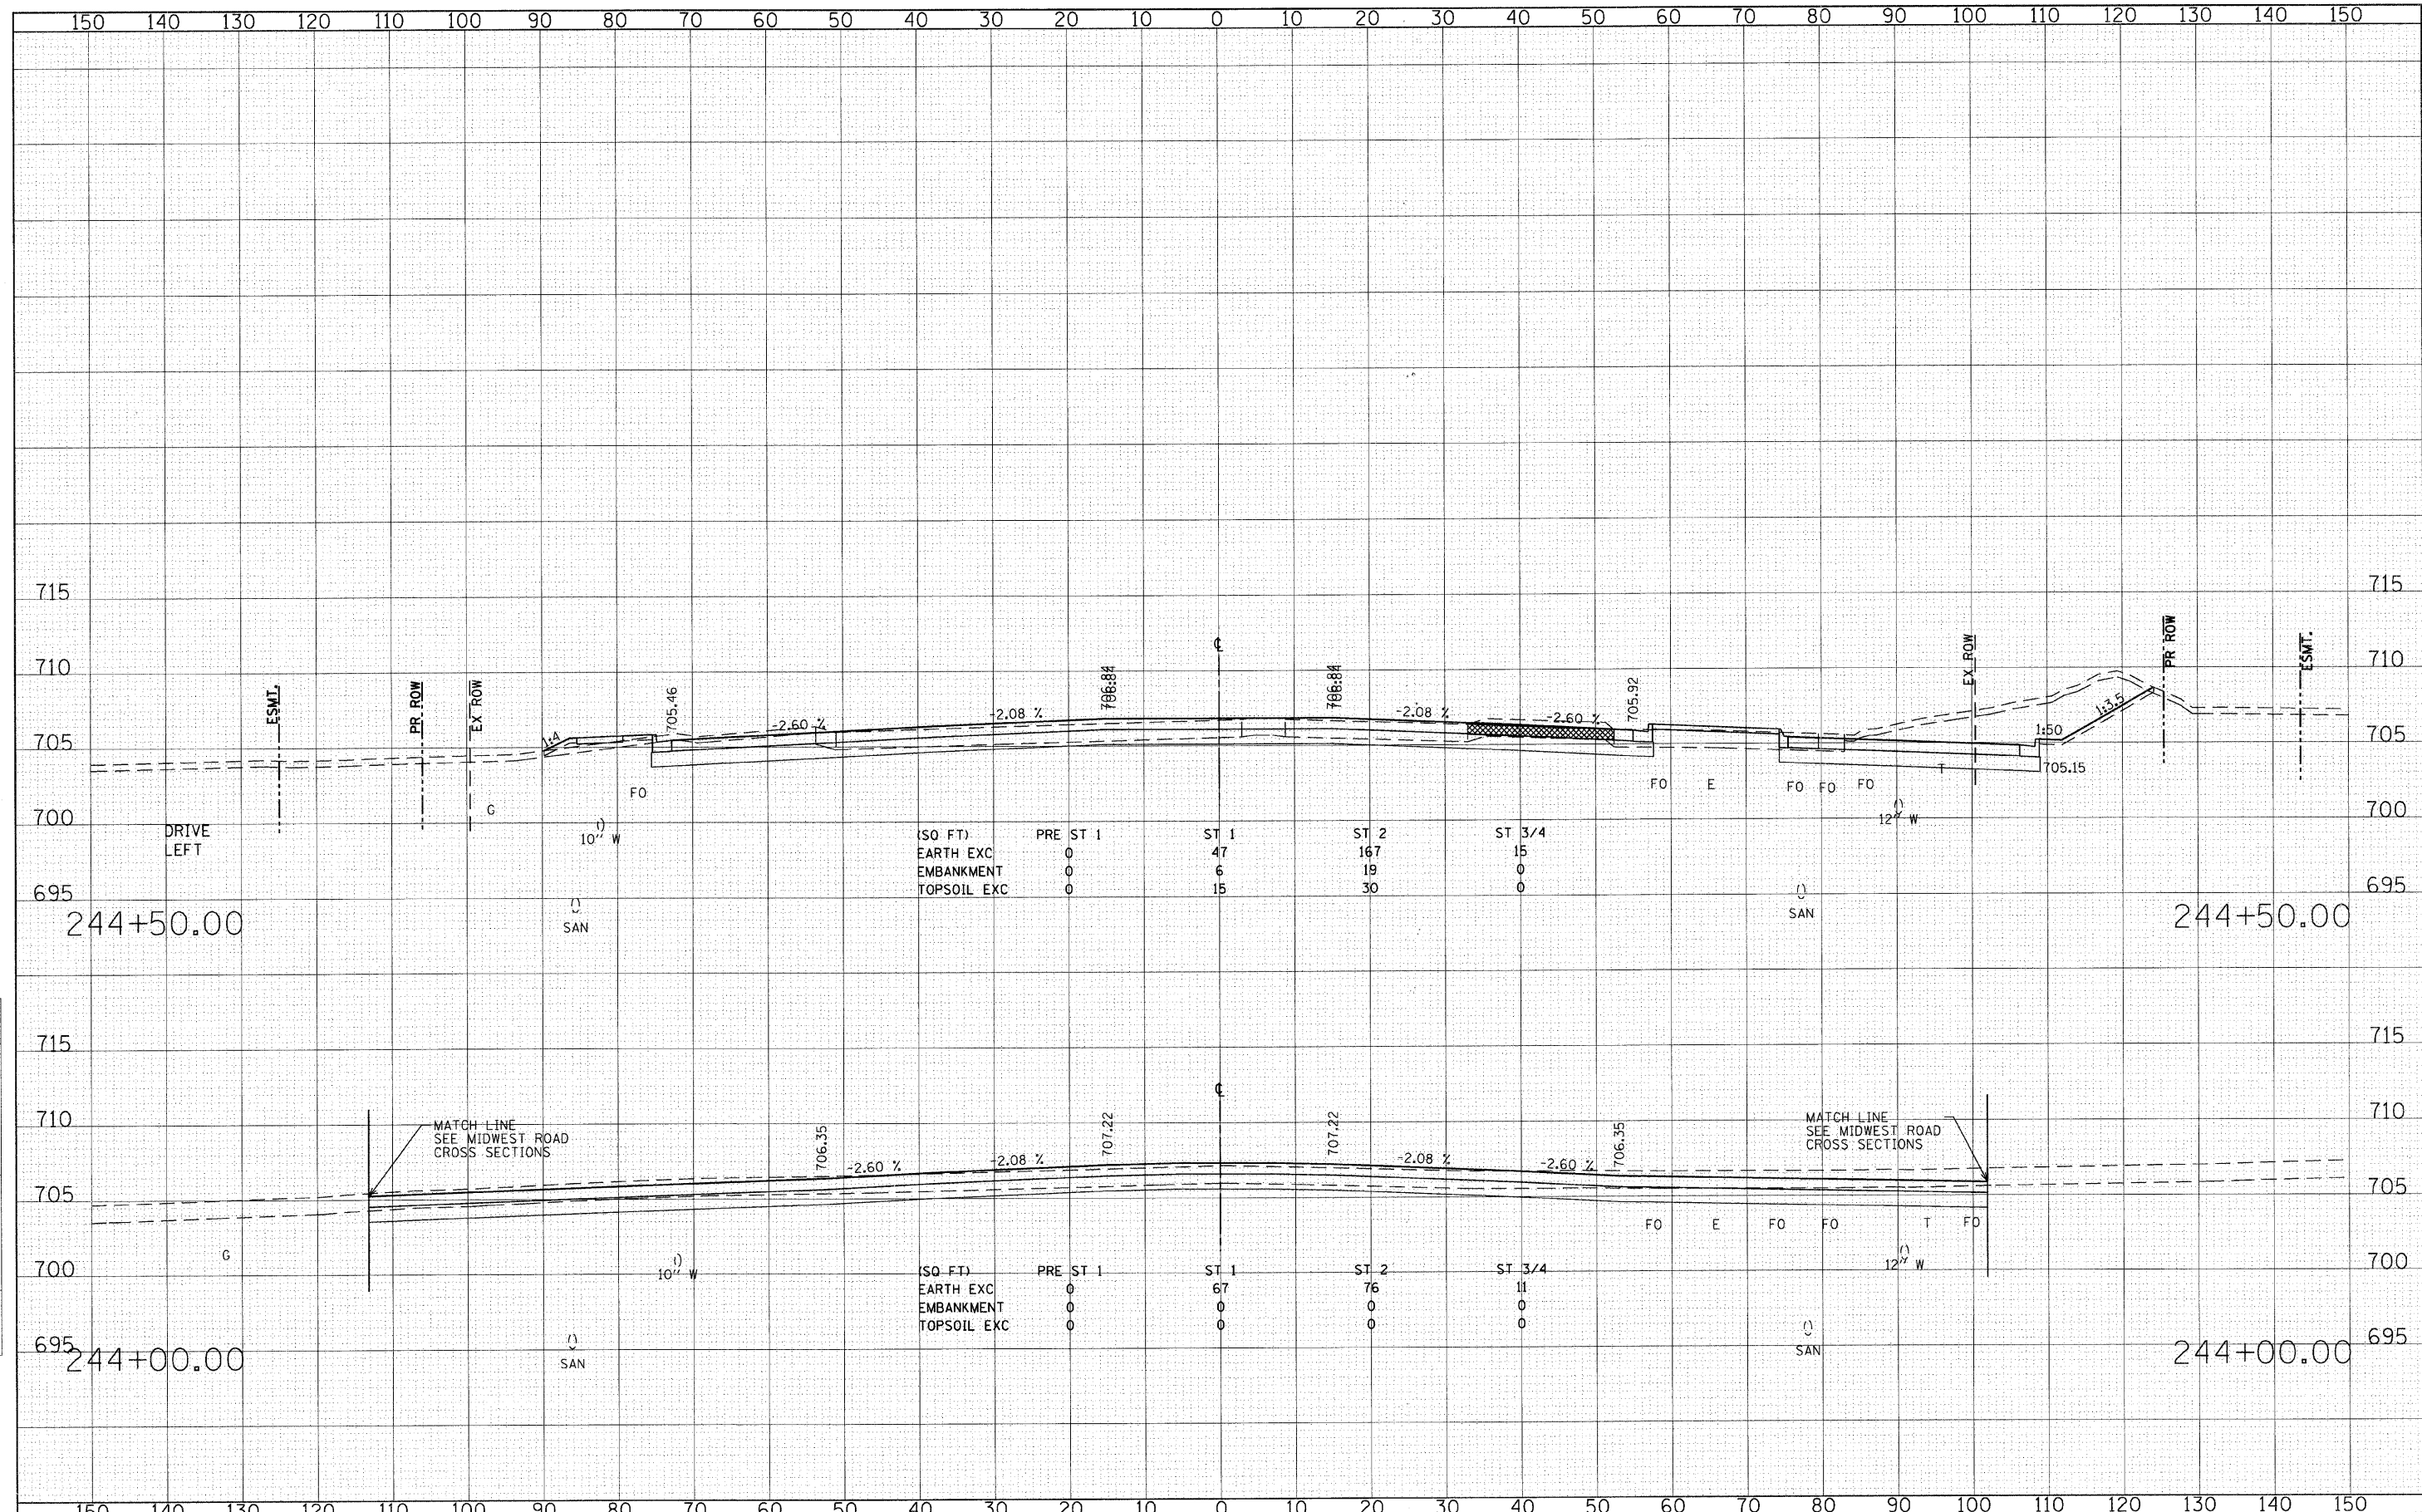 150 140 130 120 110 100 90 80 70 60 50 40 30 20 10 0 10 20 30 40 50 60 70 80 90 100 110 120 130 140 150
715 715
710 710
705 705
700 700
695 695
ESMT.
PR ROW
EX ROW
1:4
705.46
-2.60 %
-2.08 %
706.84
℄
706.84
-2.08 %
-2.60 %
705.92
EX ROW
1:50
1:3.5
PR ROW
ESMT.
705.15
G
FO
10" W
FO E FO FO FO T
12" W
DRIVE
LEFT
(SQ FT) PRE ST 1 ST 1 ST 2 ST 3/4
EARTH EXC 0 47 167 15
EMBANKMENT 0 6 19 0
TOPSOIL EXC 0 15 30 0
SAN
SAN
244+50.00 244+50.00
715 715
710 710
705 705
700 700
695 695
MATCH LINE
SEE MIDWEST ROAD
CROSS SECTIONS
706.35
-2.60 %
-2.08 %
707.22
℄
707.22
-2.08 %
-2.60 %
706.35
MATCH LINE
SEE MIDWEST ROAD
CROSS SECTIONS
G
10" W
FO E FO FO T FO
12" W
(SQ FT) PRE ST 1 ST 1 ST 2 ST 3/4
EARTH EXC 0 67 76 11
EMBANKMENT 0 0 0 0
TOPSOIL EXC 0 0 0 0
SAN
SAN
244+00.00 244+00.00
150 140 130 120 110 100 90 80 70 60 50 40 30 20 10 0 10 20 30 40 50 60 70 80 90 100 110 120 130 140 150